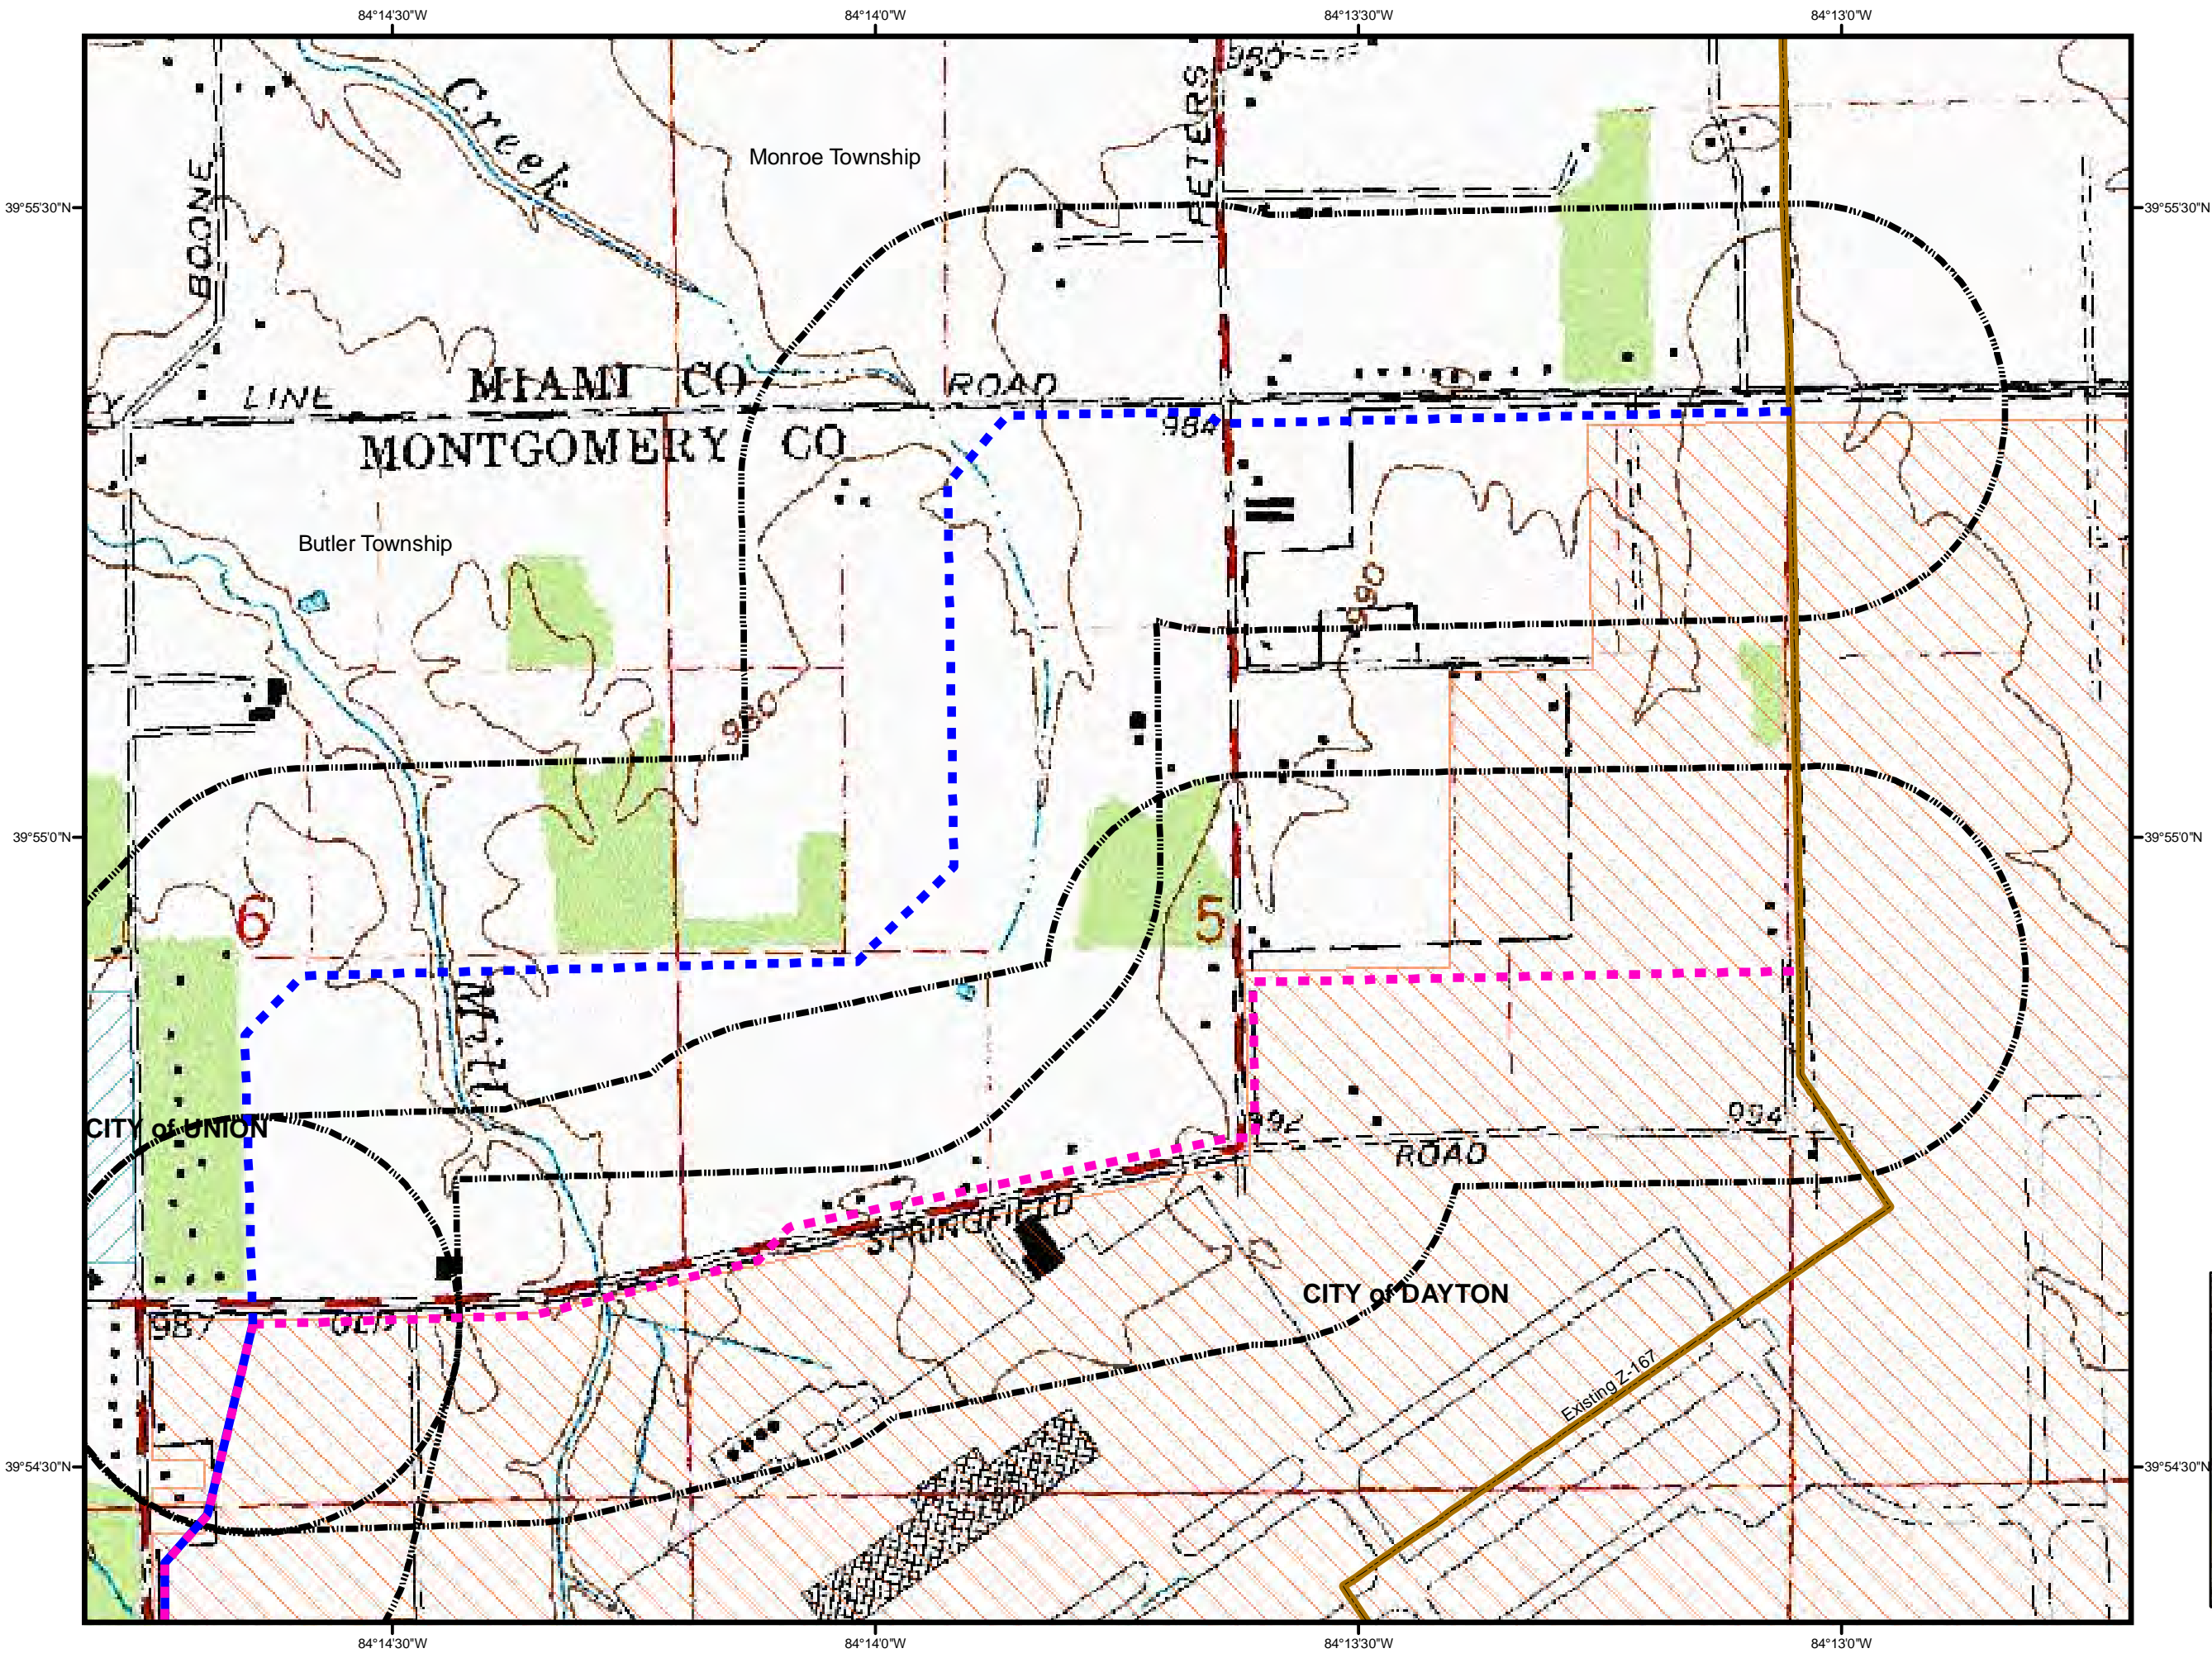 84°14'30"W
84°14'0"W
84°13'30"W
84°13'0"W
980
Creek
PETERS
Monroe Township
BOONE
39°55'30"N
39°55'30"N
LINE
MIAMI CO
ROAD
MONTGOMERY CO
984
Butler Township
990
980
39°55'0"N
39°55'0"N
6
5
Mill
CITY of UNION
992
994
ROAD
SPRINGFIELD
CITY of DAYTON
987
OLD
Existing Z-167
39°54'30"N
39°54'30"N
84°14'30"W
84°14'0"W
84°13'30"W
84°13'0"W